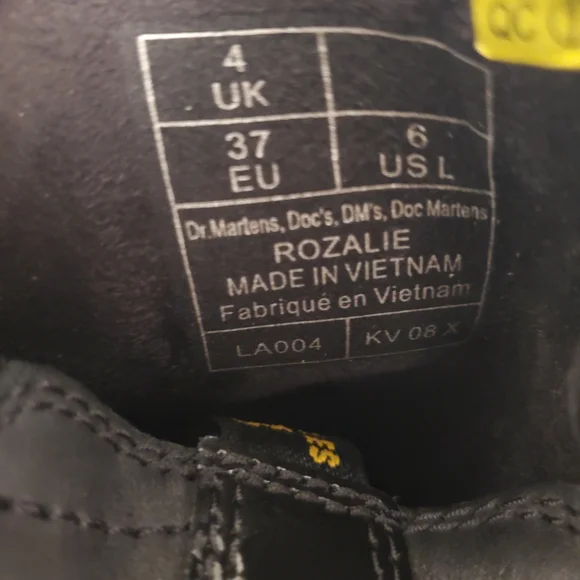 QC
4
UK
37
EU
6
US L
Dr.Martens, Doc's, DM's, Doc Martens
ROZALIE
MADE IN VIETNAM
Fabriqué en Vietnam
LA004
KV 08 X